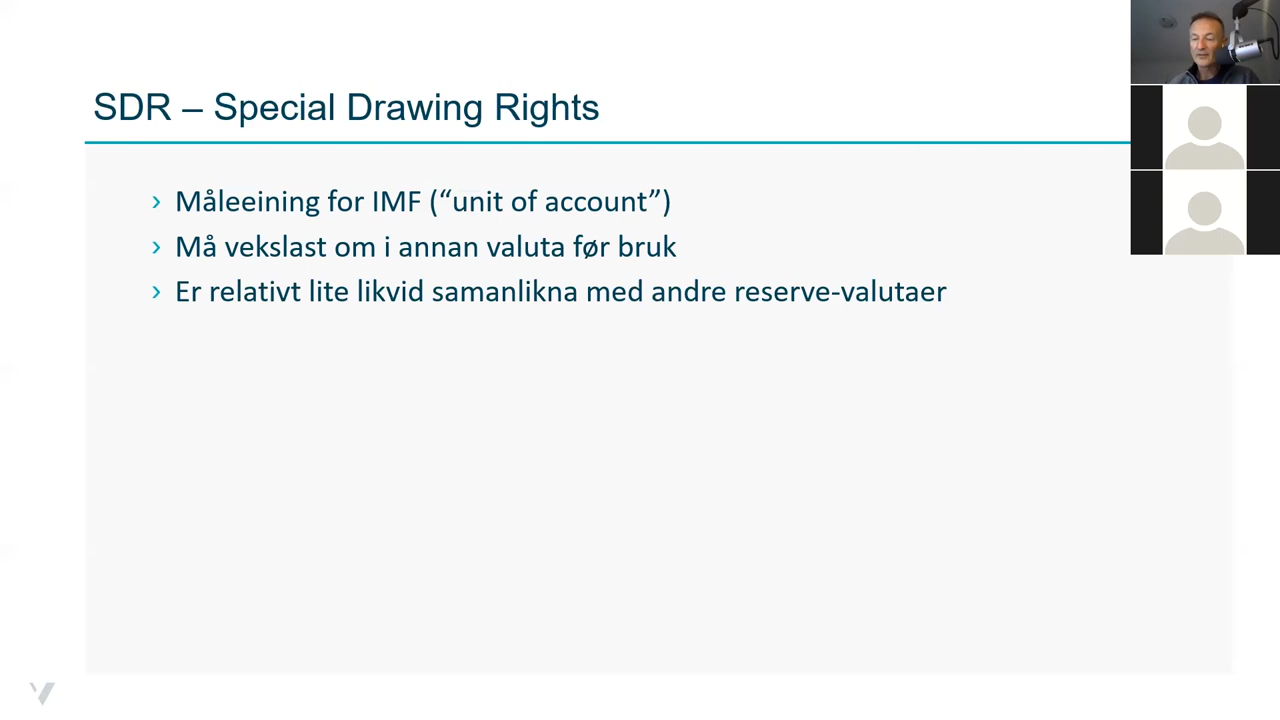 SDR – Special Drawing Rights
› Måleeining for IMF (“unit of account”)
› Må vekslast om i annan valuta før bruk
› Er relativt lite likvid samanlikna med andre reserve-valutaer